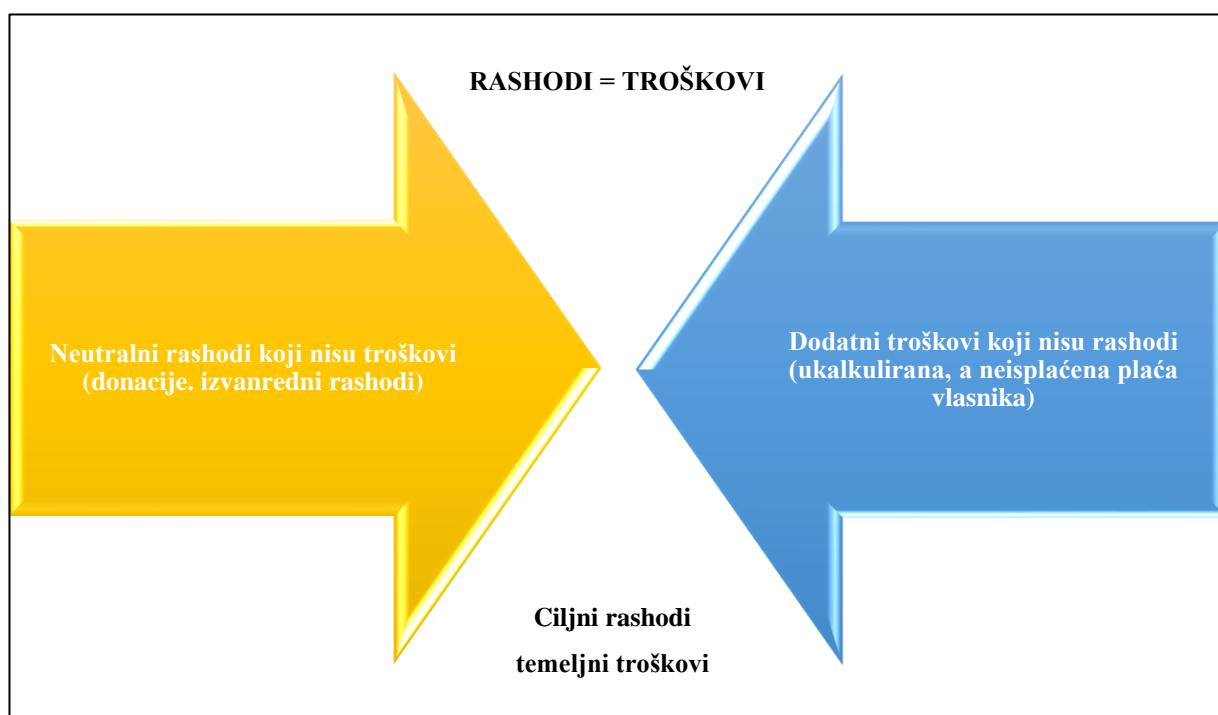 RASHODI = TROŠKOVI
Neutralni rashodi koji nisu troškovi
(donacije. izvanredni rashodi)
Dodatni troškovi koji nisu rashodi
(ukalkulirana, a neisplaćena plaća
vlasnika)
Ciljni rashodi
temeljni troškovi